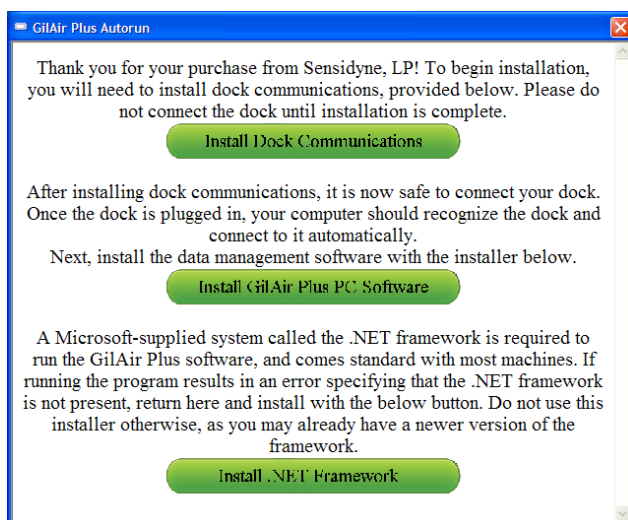 GilAir Plus Autorun
Thank you for your purchase from Sensidyne, LP! To begin installation,
you will need to install dock communications, provided below. Please do
not connect the dock until installation is complete.
Install Dock Communications
After installing dock communications, it is now safe to connect your dock.
Once the dock is plugged in, your computer should recognize the dock and
connect to it automatically.
Next, install the data management software with the installer below.
Install GilAir Plus PC Software
A Microsoft-supplied system called the .NET framework is required to
run the GilAir Plus software, and comes standard with most machines. If
running the program results in an error specifying that the .NET framework
is not present, return here and install with the below button. Do not use this
installer otherwise, as you may already have a newer version of the
framework.
Install .NET Framework